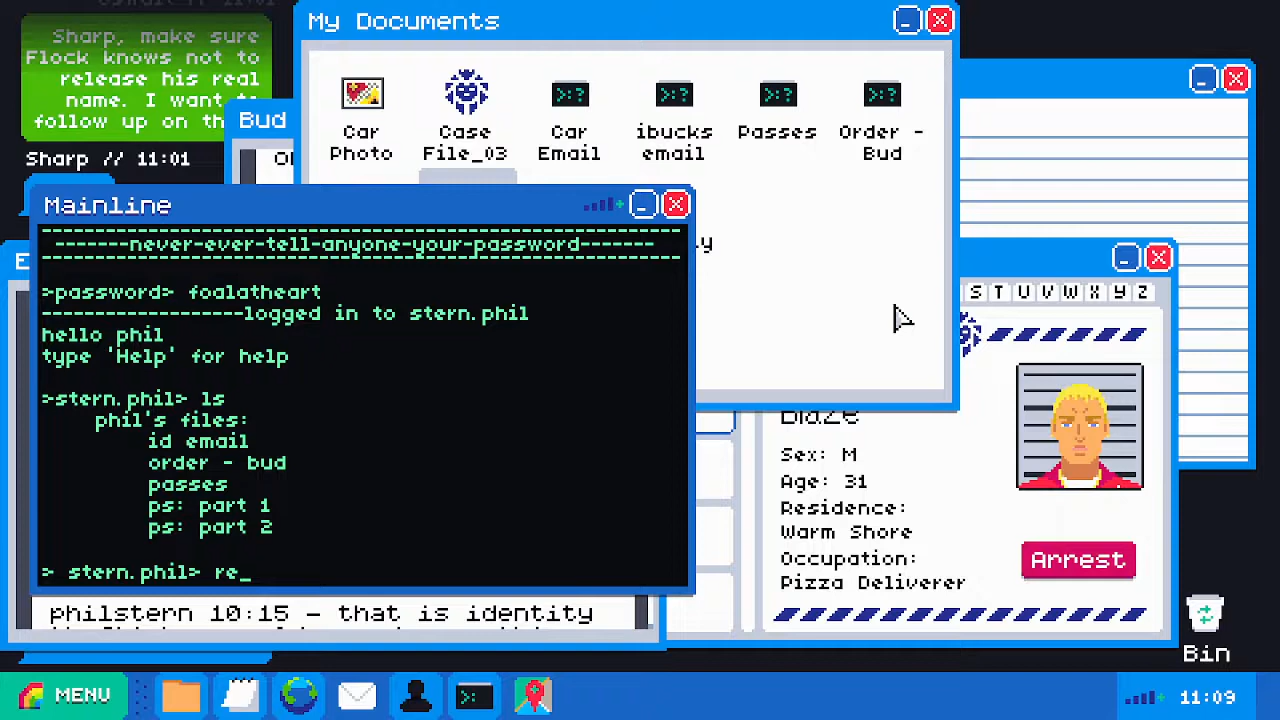 Sharp, make sure
Flock knows not to
release his real
name. I want to
follow up on th
Sharp // 11:01
My Documents
Car
Photo
Case
File_03
Car
Email
ibucks
email
Passes
Order -
Bud
Bud
Mainline
-------never-ever-tell-anyone-your-password-------
>password> foalatheart
------------------logged in to stern.phil
hello phil
type 'Help' for help
>stern.phil> ls
phil's files:
id email
order - bud
passes
ps: part 1
ps: part 2
> stern.phil> re_
philstern 10:15 - that is identity
S T U V W X Y Z
Blaze
Sex: M
Age: 31
Residence:
Warm Shore
Occupation:
Pizza Deliverer
Arrest
Bin
MENU
11:09